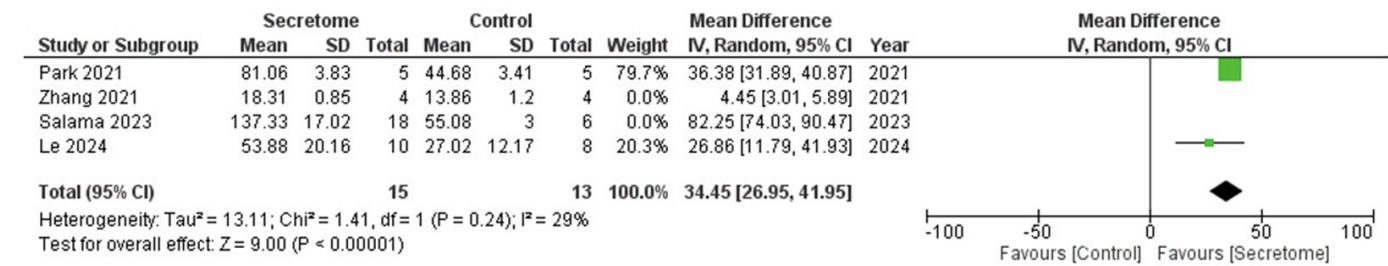 Secretome Control Mean Difference Mean Difference
Study or Subgroup Mean SD Total Mean SD Total Weight IV, Random, 95% CI Year IV, Random, 95% CI
Park 2021 81.06 3.83 5 44.68 3.41 5 79.7% 36.38 [31.89, 40.87] 2021
Zhang 2021 18.31 0.85 4 13.86 1.2 4 0.0% 4.45 [3.01, 5.89] 2021
Salama 2023 137.33 17.02 18 55.08 3 6 0.0% 82.25 [74.03, 90.47] 2023
Le 2024 53.88 20.16 10 27.02 12.17 8 20.3% 26.86 [11.79, 41.93] 2024
Total (95% CI) 15 13 100.0% 34.45 [26.95, 41.95]
Heterogeneity: Tau² = 13.11; Chi² = 1.41, df = 1 (P = 0.24); I² = 29%
Test for overall effect: Z = 9.00 (P < 0.00001)
-100 -50 0 50 100
Favours [Control] Favours [Secretome]